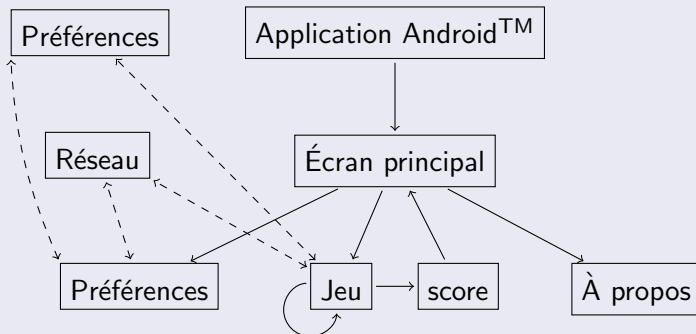 Préférences
Application Android™
Réseau
Écran principal
Préférences
Jeu
score
À propos